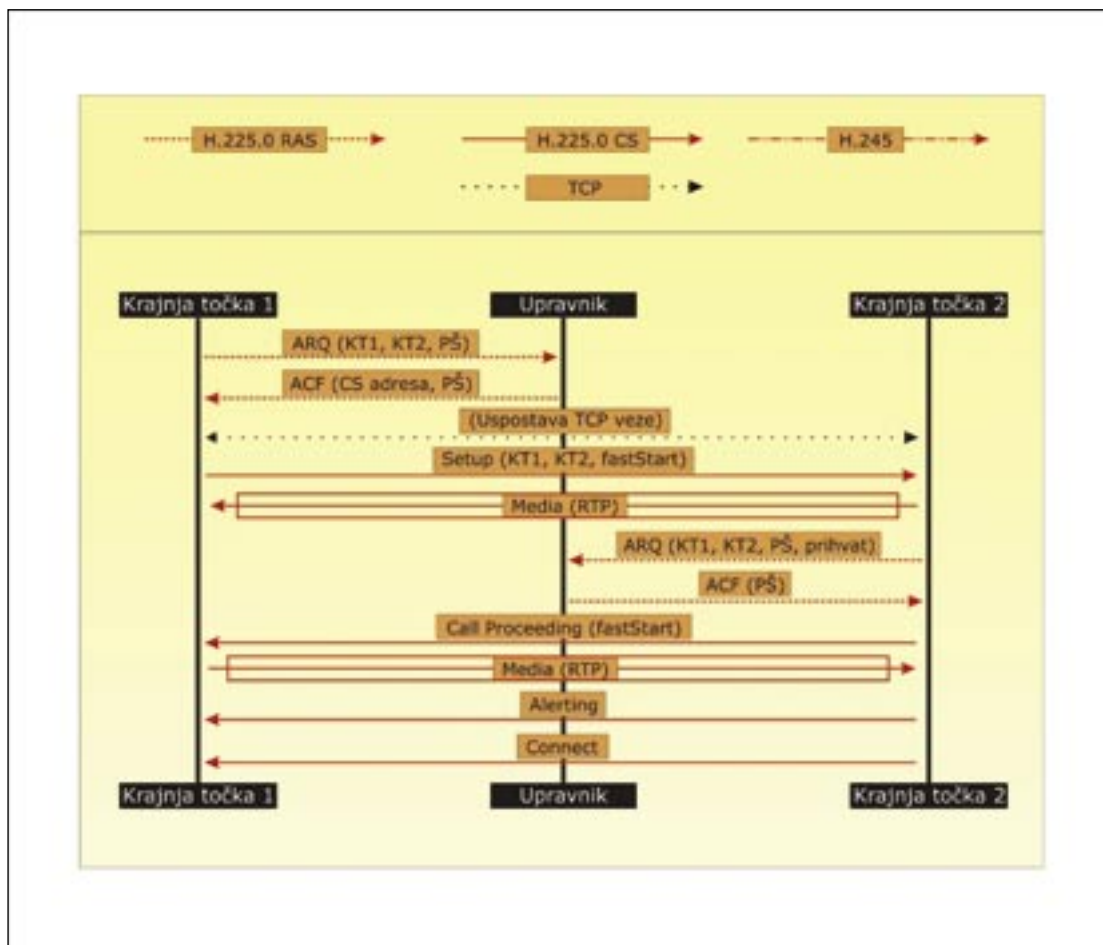 H.225.0 RAS
H.225.0 CS
H.245
TCP
Krajnja točka 1
Upravnik
Krajnja točka 2
ARQ (KT1, KT2, PŠ)
ACF (CS adresa, PŠ)
(Uspostava TCP veze)
Setup (KT1, KT2, fastStart)
Media (RTP)
ARQ (KT1, KT2, PŠ, prihvat)
ACF (PŠ)
Call Proceeding (fastStart)
Media (RTP)
Alerting
Connect
Krajnja točka 1
Upravnik
Krajnja točka 2